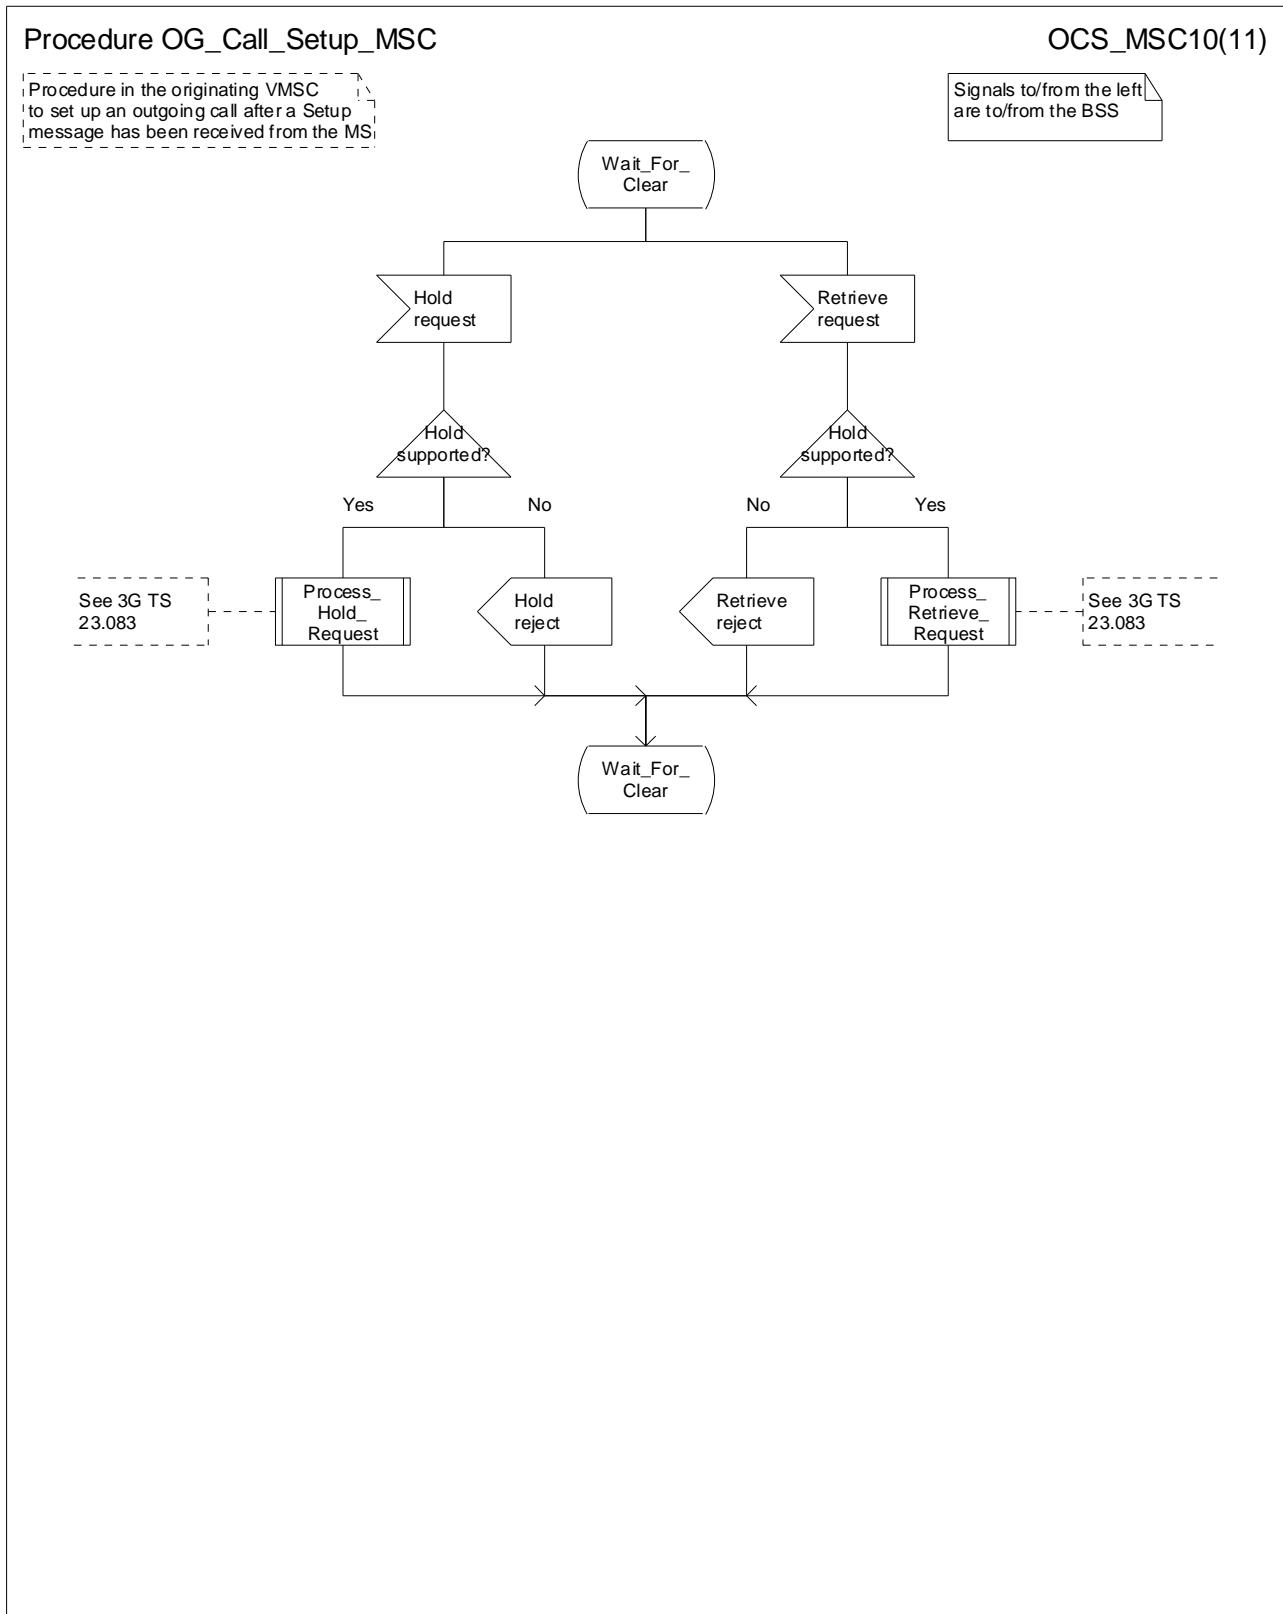 Procedure OG_Call_Setup_MSC
OCS_MSC10(11)
Procedure in the originating VMSC
to set up an outgoing call after a Setup
message has been received from the MS
Signals to/from the left
are to/from the BSS
Wait_For_
Clear
Hold
request
Retrieve
request
Hold
supported?
Hold
supported?
Yes
No
No
Yes
See 3G TS
23.083
Process_
Hold_
Request
Hold
reject
Retrieve
reject
Process_
Retrieve_
Request
See 3G TS
23.083
Wait_For_
Clear